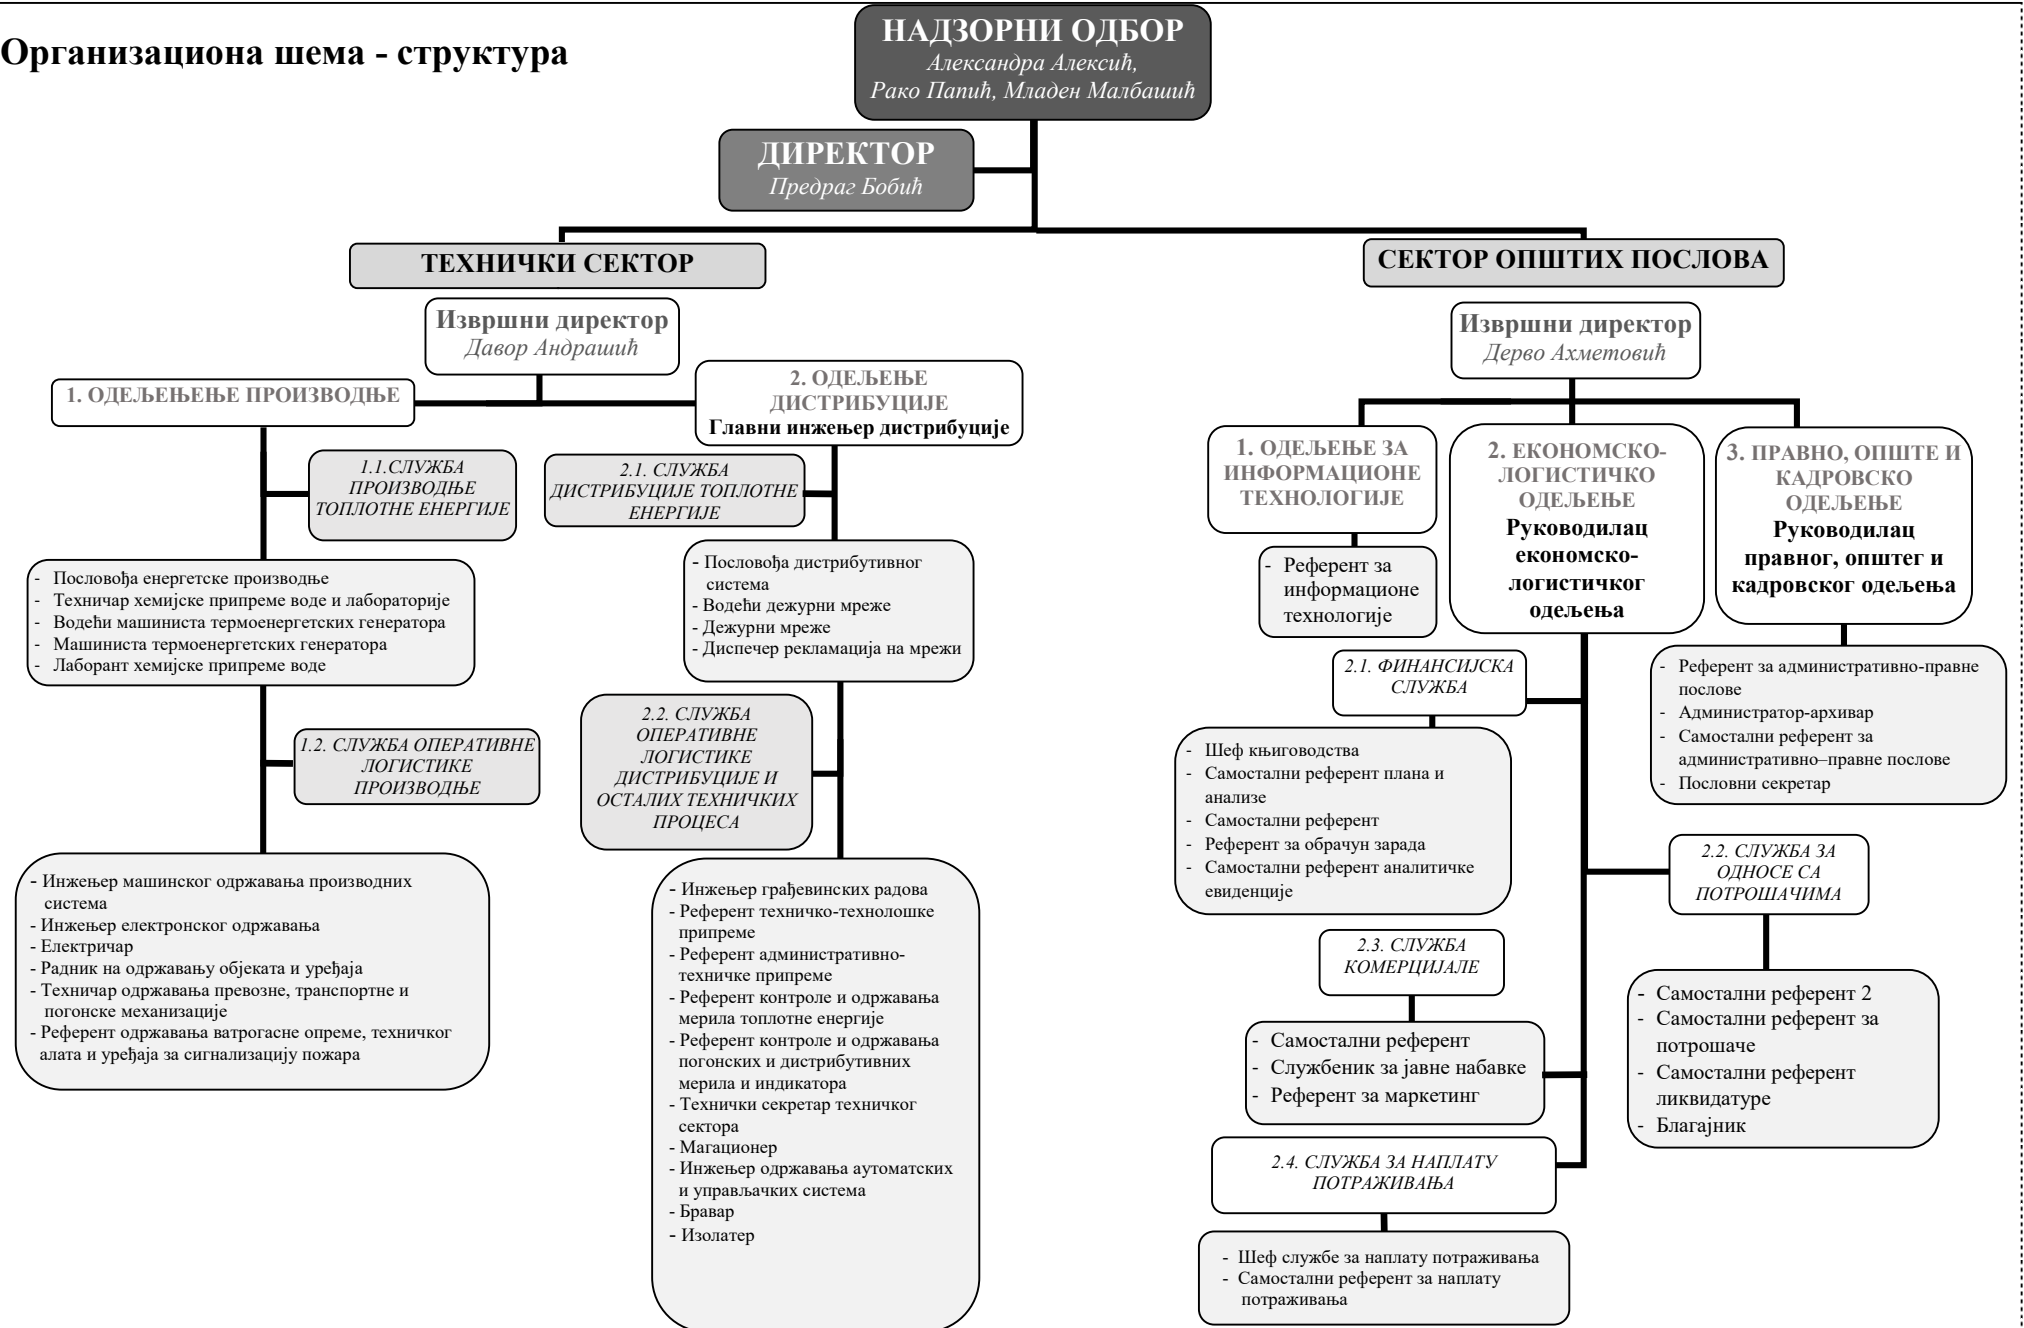 Организациона шема - структура
НАДЗОРНИ ОДБОР
Александра Алексић,
Рако Папић, Младен Малбашић
ДИРЕКТОР
Предраг Бобић
ТЕХНИЧКИ СЕКТОР
Извршни директор
Давор Андрашић
1. ОДЕЉЕЊЕЊЕ ПРОИЗВОДЊЕ
1.1.СЛУЖБА
ПРОИЗВОДЊЕ
ТОПЛОТНЕ ЕНЕРГИЈЕ
- Пословођа енергетске производње
- Техничар хемијске припреме воде и лабораторије
- Водећи машиниста термоенергетских генератора
- Машиниста термоенергетских генератора
- Лаборант хемијске припреме воде
1.2. СЛУЖБА ОПЕРАТИВНЕ
ЛОГИСТИКЕ
ПРОИЗВОДЊЕ
- Инжењер машинског одржавања производних
система
- Инжењер електронског одржавања
- Електричар
- Радник на одржавању објеката и уређаја
- Техничар одржавања превозне, транспортне и
погонске механизације
- Референт одржавања ватрогасне опреме, техничког
алата и уређаја за сигнализацију пожара
2. ОДЕЉЕЊЕ
ДИСТРИБУЦИЈЕ
Главни инжењер дистрибуције
2.1. СЛУЖБА
ДИСТРИБУЦИЈЕ ТОПЛОТНЕ
ЕНЕРГИЈЕ
- Пословођа дистрибутивног
система
- Водећи дежурни мреже
- Дежурни мреже
- Диспечер рекламација на мрежи
2.2. СЛУЖБА
ОПЕРАТИВНЕ
ЛОГИСТИКЕ
ДИСТРИБУЦИЈЕ И
ОСТАЛИХ ТЕХНИЧКИХ
ПРОЦЕСА
- Инжењер грађевинских радова
- Референт техничко-технолошке
припреме
- Референт административно-
техничке припреме
- Референт контроле и одржавања
мерила топлотне енергије
- Референт контроле и одржавања
погонских и дистрибутивних
мерила и индикатора
- Технички секретар техничког
сектора
- Магационер
- Инжењер одржавања аутоматских
и управљачких система
- Бравар
- Изолатер
СЕКТОР ОПШТИХ ПОСЛОВА
Извршни директор
Дерво Ахметовић
1. ОДЕЉЕЊЕ ЗА
ИНФОРМАЦИОНЕ
ТЕХНОЛОГИЈЕ
- Референт за
информационе
технологије
2. ЕКОНОМСКО-
ЛОГИСТИЧКО
ОДЕЉЕЊЕ
Руководилац
економско-
логистичког
одељења
3. ПРАВНО, ОПШТЕ И
КАДРОВСКО
ОДЕЉЕЊЕ
Руководилац
правног, општег и
кадровског одељења
- Референт за административно-правне
послове
- Администратор-архивар
- Самостални референт за
административно–правне послове
- Пословни секретар
2.1. ФИНАНСИЈСКА
СЛУЖБА
- Шеф књиговодства
- Самостални референт плана и
анализе
- Самостални референт
- Референт за обрачун зарада
- Самостални референт аналитичке
евиденције
2.2. СЛУЖБА ЗА
ОДНОСЕ СА
ПОТРОШАЧИМА
- Самостални референт 2
- Самостални референт за
потрошаче
- Самостални референт
ликвидатуре
- Благајник
2.3. СЛУЖБА
КОМЕРЦИЈАЛЕ
- Самостални референт
- Службеник за јавне набавке
- Референт за маркетинг
2.4. СЛУЖБА ЗА НАПЛАТУ
ПОТРАЖИВАЊА
- Шеф службе за наплату потраживања
- Самостални референт за наплату
потраживања